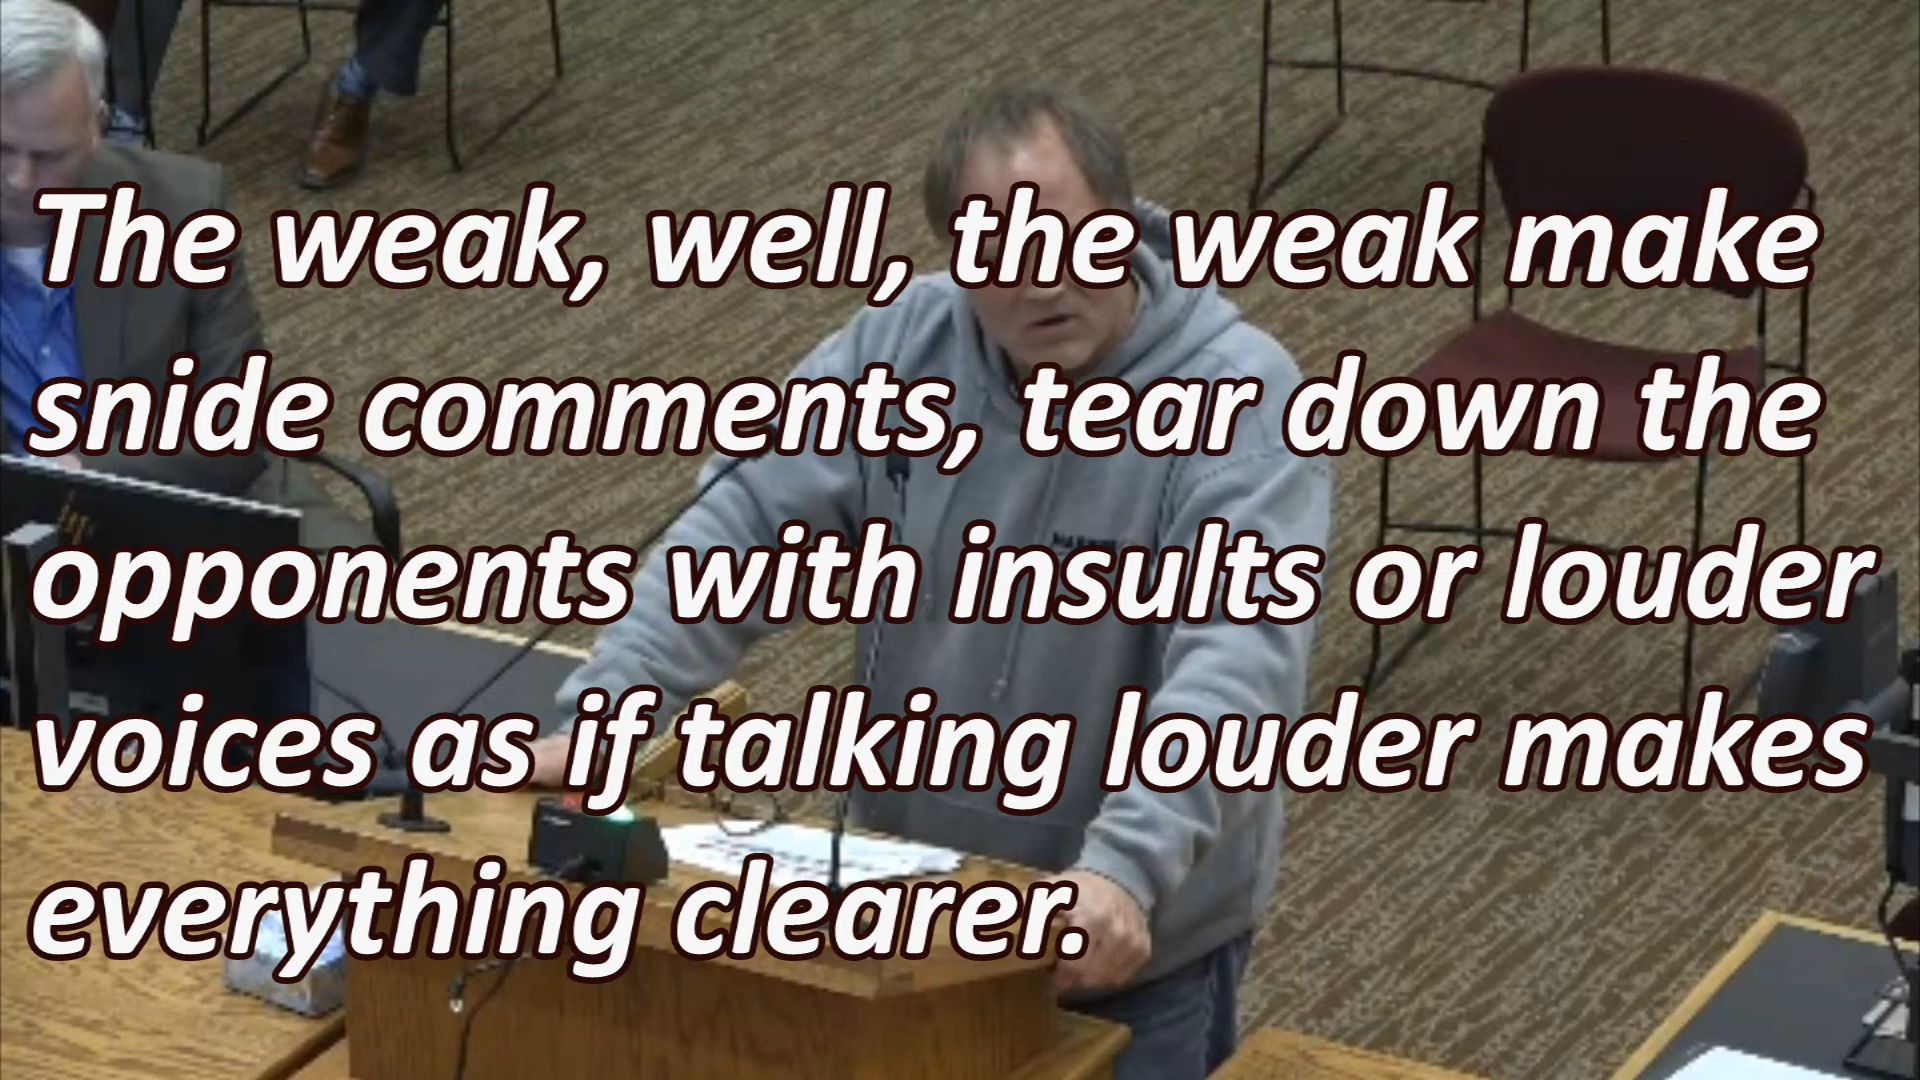 The weak, well, the weak make
snide comments, tear down the
opponents with insults or louder
voices as if talking louder makes
everything clearer.